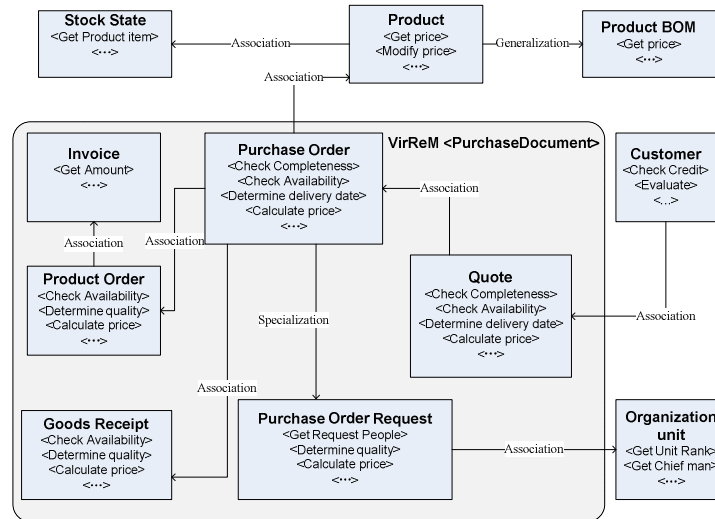 Stock State
<Get Product item>
<···>
Association
Product
<Get price>
<Modify price>
<···>
Generalization
Product BOM
<Get price>
<···>
Association
VirReM <PurchaseDocument>
Invoice
<Get Amount>
<···>
Purchase Order
<Check Completeness>
<Check Availability>
<Determine delivery date>
<Calculate price>
<···>
Customer
<Check Credit>
<Evaluate>
<...>
Association
Association
Association
Product Order
<Check Availability>
<Determine quality>
<Calculate price>
<···>
Quote
<Check Completeness>
<Check Availability>
<Determine delivery date>
<Calculate price>
<···>
Specialization
Association
Association
Goods Receipt
<Check Availability>
<Determine quality>
<Calculate price>
<···>
Purchase Order Request
<Get Request People>
<Determine quality>
<Calculate price>
<···>
Association
Organization
unit
<Get Unit Rank>
<Get Chief man>
<···>